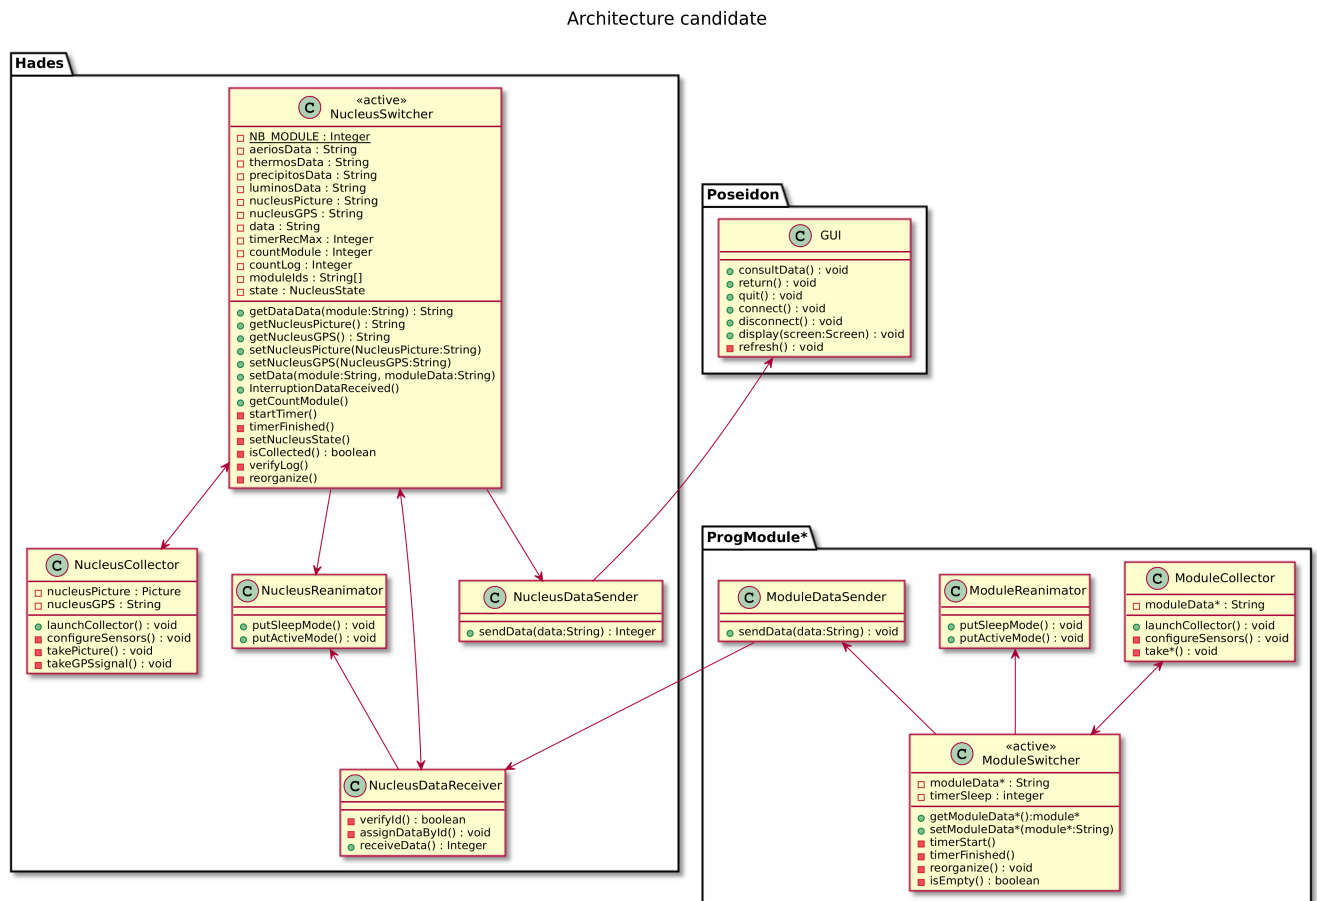 Architecture candidate
Hades
C
«active»
NucleusSwitcher
NB_MODULE : Integer
aeriosData : String
thermosData : String
precipitosData : String
luminosData : String
nucleusPicture : String
nucleusGPS : String
data : String
timerRecMax : Integer
countModule : Integer
countLog : Integer
moduleIds : String[]
state : NucleusState
getDataData(module:String) : String
getNucleusPicture() : String
getNucleusGPS() : String
setNucleusPicture(NucleusPicture:String)
setNucleusGPS(NucleusGPS:String)
setData(module:String, moduleData:String)
InterruptionDataReceived()
getCountModule()
startTimer()
timerFinished()
setNucleusState()
isCollected() : boolean
verifyLog()
reorganize()
Poseidon
C GUI
consultData() : void
return() : void
quit() : void
connect() : void
disconnect() : void
display(screen:Screen) : void
refresh() : void
C NucleusCollector
nucleusPicture : Picture
nucleusGPS : String
launchCollector() : void
configureSensors() : void
takePicture() : void
takeGPSsignal() : void
C NucleusReanimator
putSleepMode() : void
putActiveMode() : void
C NucleusDataSender
sendData(data:String) : Integer
C NucleusDataReceiver
verifyId() : boolean
assignDataById() : void
receiveData() : Integer
ProgModule*
C ModuleDataSender
sendData(data:String) : void
C ModuleReanimator
putSleepMode() : void
putActiveMode() : void
C ModuleCollector
moduleData* : String
launchCollector() : void
configureSensors() : void
take*() : void
C
«active»
ModuleSwitcher
moduleData* : String
timerSleep : integer
getModuleData*():module*
setModuleData*(module*:String)
timerStart()
timerFinished()
reorganize() : void
isEmpty() : boolean